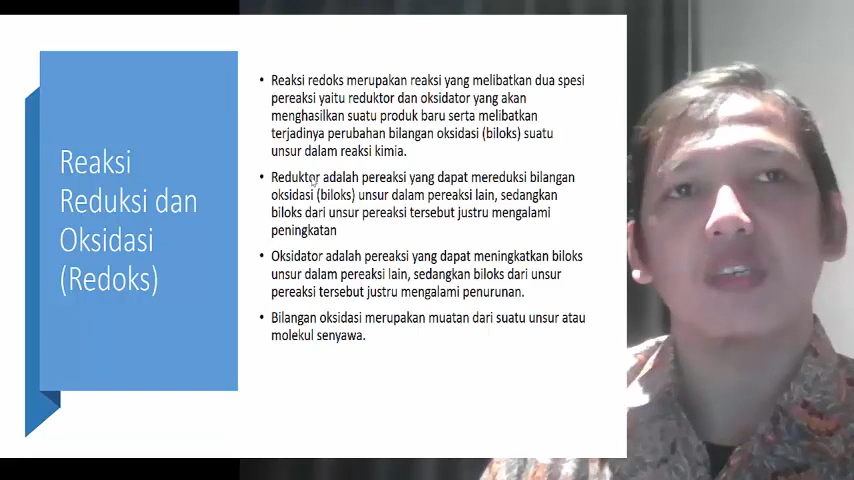 Reaksi
Reduksi dan
Oksidasi
(Redoks)
• Reaksi redoks merupakan reaksi yang melibatkan dua spesi
pereaksi yaitu reduktor dan oksidator yang akan
menghasilkan suatu produk baru serta melibatkan
terjadinya perubahan bilangan oksidasi (biloks) suatu
unsur dalam reaksi kimia.
• Reduktor adalah pereaksi yang dapat mereduksi bilangan
oksidasi (biloks) unsur dalam pereaksi lain, sedangkan
biloks dari unsur pereaksi tersebut justru mengalami
peningkatan
• Oksidator adalah pereaksi yang dapat meningkatkan biloks
unsur dalam pereaksi lain, sedangkan biloks dari unsur
pereaksi tersebut justru mengalami penurunan.
• Bilangan oksidasi merupakan muatan dari suatu unsur atau
molekul senyawa.